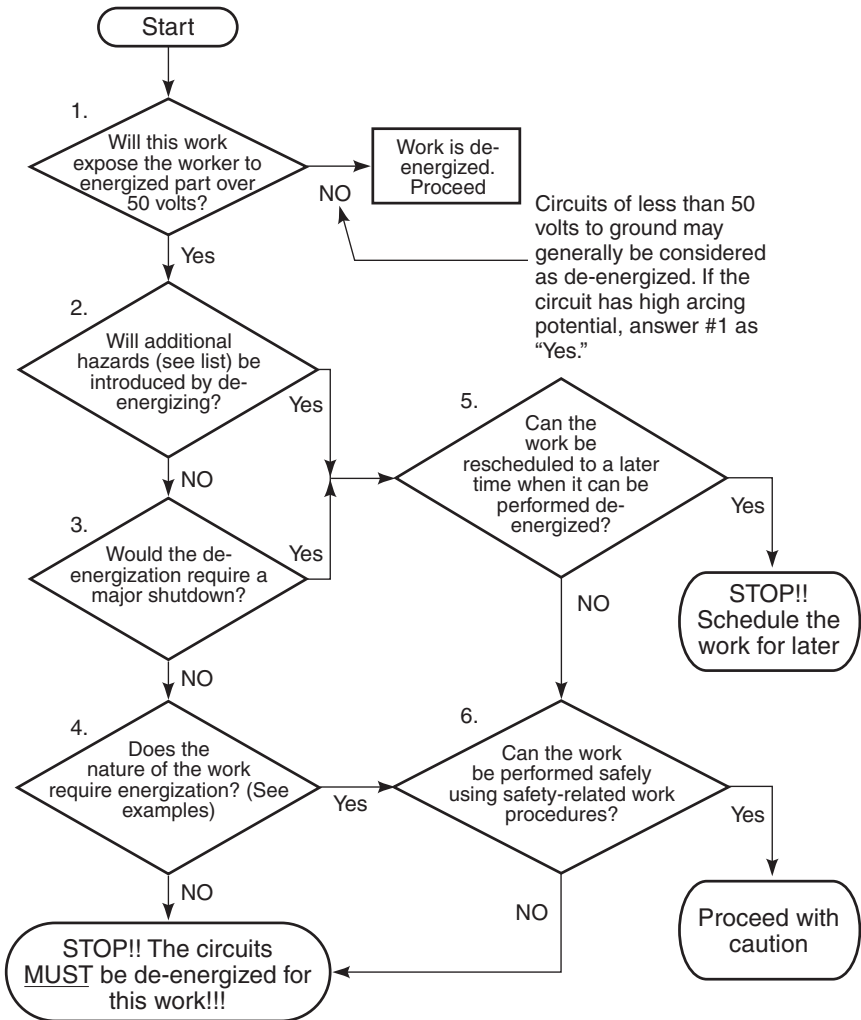 Start
1.
Will this work
expose the worker to
energized part over
50 volts?
NO
Work is de-
energized.
Proceed
Circuits of less than 50
volts to ground may
generally be considered
as de-energized. If the
circuit has high arcing
potential, answer #1 as
“Yes.”
Yes
2.
Will additional
hazards (see list) be
introduced by de-
energizing?
Yes
NO
3.
Would the de-
energization require a
major shutdown?
Yes
NO
5.
Can the
work be
rescheduled to a later
time when it can be
performed de-
energized?
Yes
STOP!!
Schedule the
work for later
NO
4.
Does the
nature of the work
require energization? (See
examples)
Yes
NO
6.
Can the work
be performed safely
using safety-related work
procedures?
Yes
Proceed with
caution
NO
STOP!! The circuits
MUST be de-energized for
this work!!!